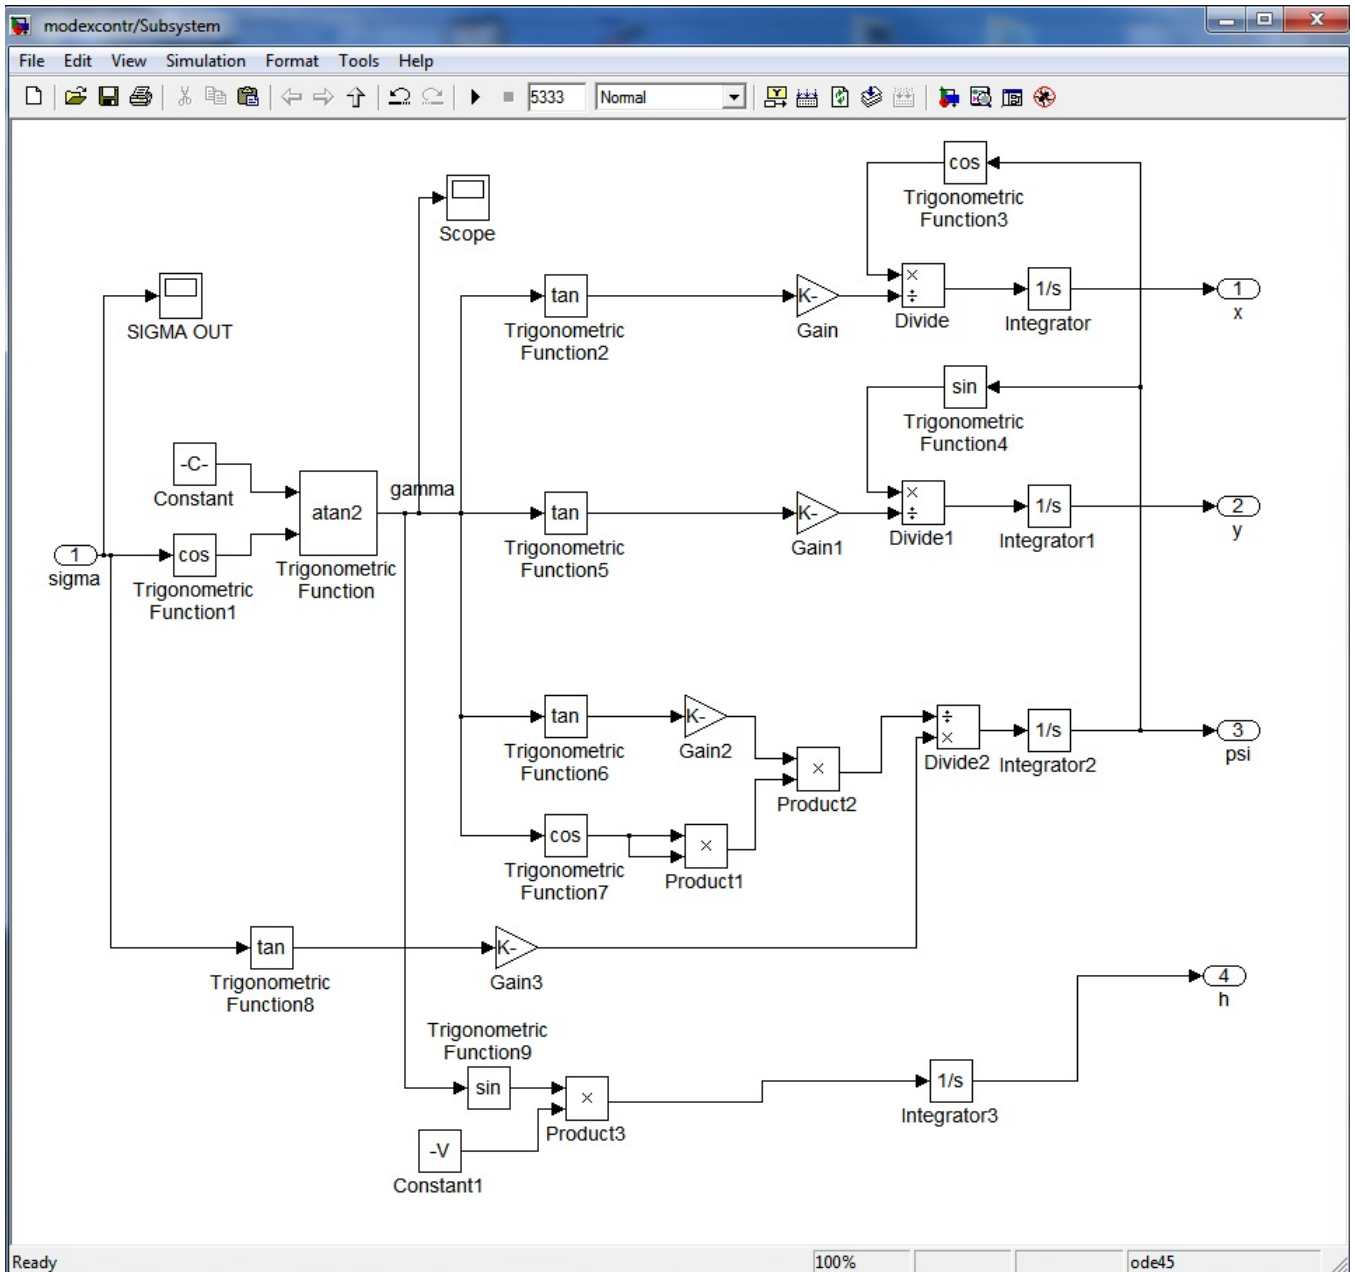 modexcontr/Subsystem
File Edit View Simulation Format Tools Help
5333 Normal
cos
Trigonometric
Function3
Scope
SIGMA OUT
tan
Trigonometric
Function2
K-
Gain
×
÷
Divide
1/s
Integrator
1
x
sin
Trigonometric
Function4
-C-
Constant
atan2
Trigonometric
Function
gamma
1
sigma
cos
Trigonometric
Function1
tan
Trigonometric
Function5
K-
Gain1
×
÷
Divide1
1/s
Integrator1
2
y
tan
Trigonometric
Function6
K-
Gain2
×
Product2
÷
×
Divide2
1/s
Integrator2
3
psi
cos
Trigonometric
Function7
×
Product1
tan
Trigonometric
Function8
K-
Gain3
4
h
Trigonometric
Function9
sin
×
Product3
1/s
Integrator3
-V
Constant1
Ready 100% ode45